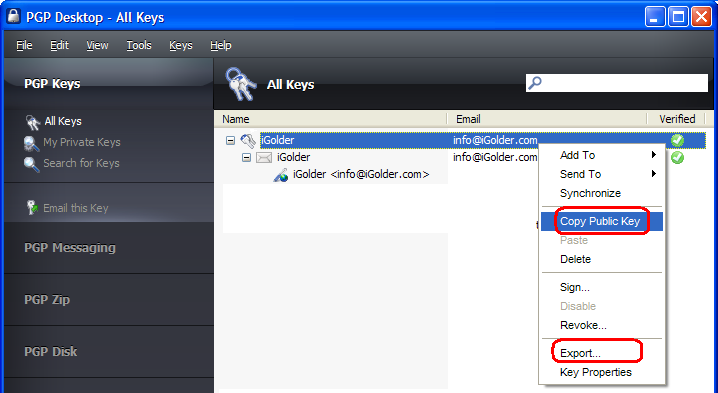 PGP Desktop - All Keys
File Edit View Tools Keys Help
PGP Keys
All Keys
My Private Keys
Search for Keys
Email this Key
PGP Messaging
PGP Zip
PGP Disk
All Keys
Name Email Verified
iGolder info@iGolder.com
iGolder info@iGolder.com
iGolder <info@iGolder.com>
Add To
Send To
Synchronize
Copy Public Key
Paste
Delete
Sign...
Disable
Revoke...
Export...
Key Properties